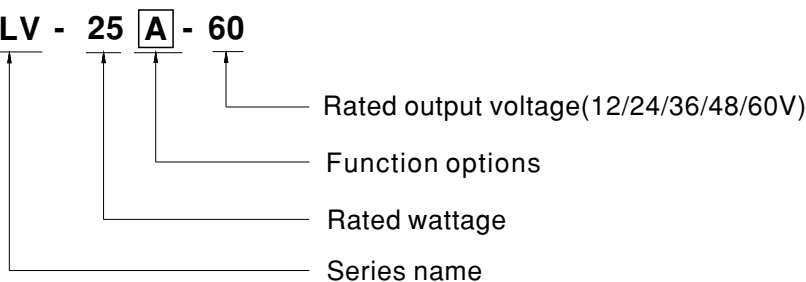 LV - 25 A - 60
Rated output voltage(12/24/36/48/60V)
Function options
Rated wattage
Series name